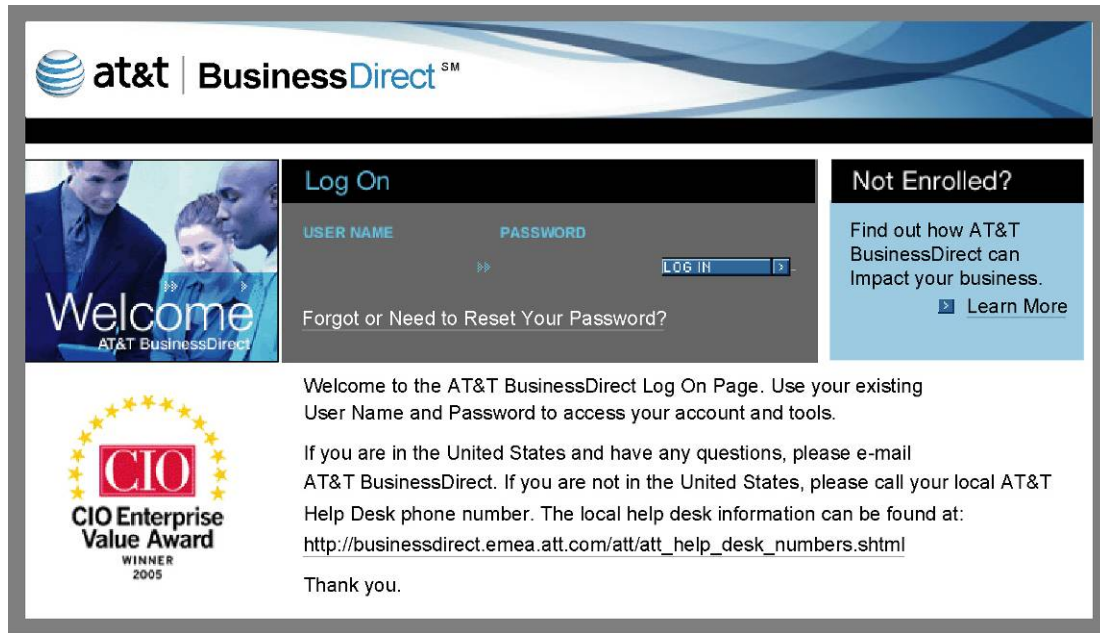 at&t | BusinessDirect℠
Log On
USER NAME PASSWORD
LOG IN
Forgot or Need to Reset Your Password?
Not Enrolled?
Find out how AT&T
BusinessDirect can
Impact your business.
Learn More
Welcome
AT&T BusinessDirect
CIO
CIO Enterprise
Value Award
WINNER
2005
Welcome to the AT&T BusinessDirect Log On Page. Use your existing
User Name and Password to access your account and tools.
If you are in the United States and have any questions, please e-mail
AT&T BusinessDirect. If you are not in the United States, please call your local AT&T
Help Desk phone number. The local help desk information can be found at:
http://businessdirect.emea.att.com/att/att_help_desk_numbers.shtml
Thank you.